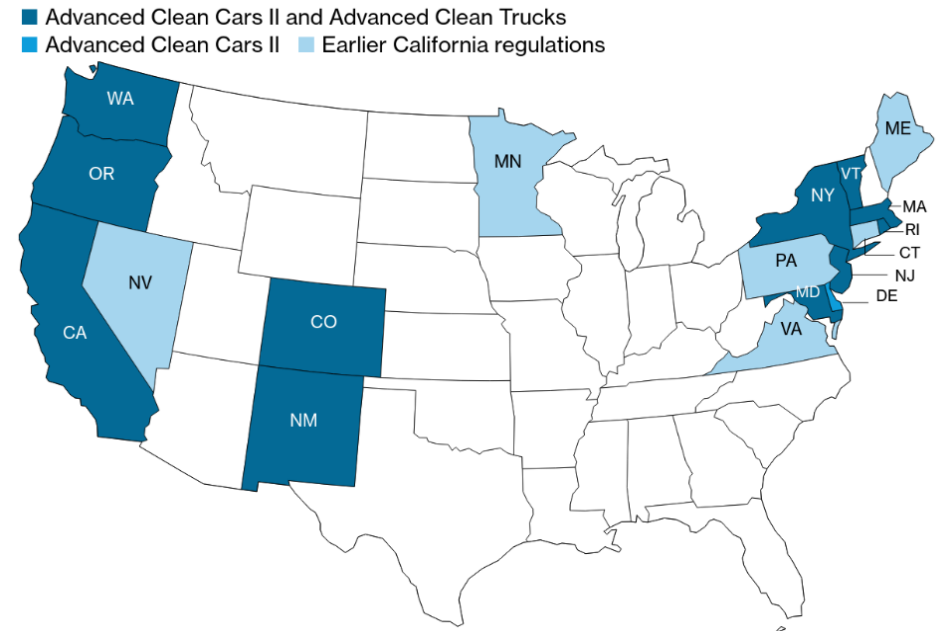 Advanced Clean Cars II and Advanced Clean Trucks
Advanced Clean Cars II Earlier California regulations
WA
ME
MN
OR
VT
NY
MA
RI
CT
PA
NJ
NV
MD
DE
CO
VA
CA
NM